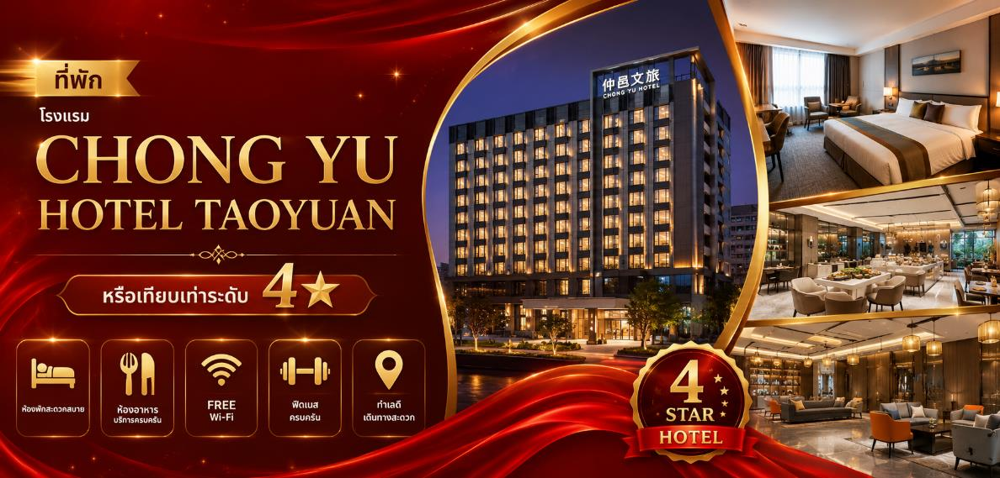 ที่พัก
โรงแรม
CHONG YU
HOTEL TAOYUAN
หรือเทียบเท่าระดับ 4
ห้องพักสะดวกสบาย
ห้องอาหาร
บริการครบครัน
FREE
Wi-Fi
ฟิตเนส
ครบครัน
ทำเลดี
เดินทางสะดวก
仲邑文旅
CHONG YU HOTEL
4
STAR
HOTEL